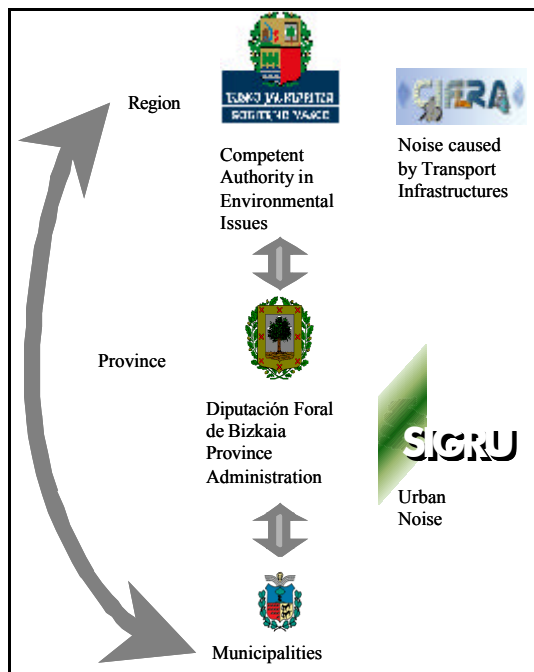 Region
EUSKO JAURLARITZA
GOBIERNO VASCO
CIFRA
Competent
Authority in
Environmental
Issues
Noise caused
by Transport
Infrastructures
Province
Diputación Foral
de Bizkaia
Province
Administration
SIGRU
Urban
Noise
Municipalities